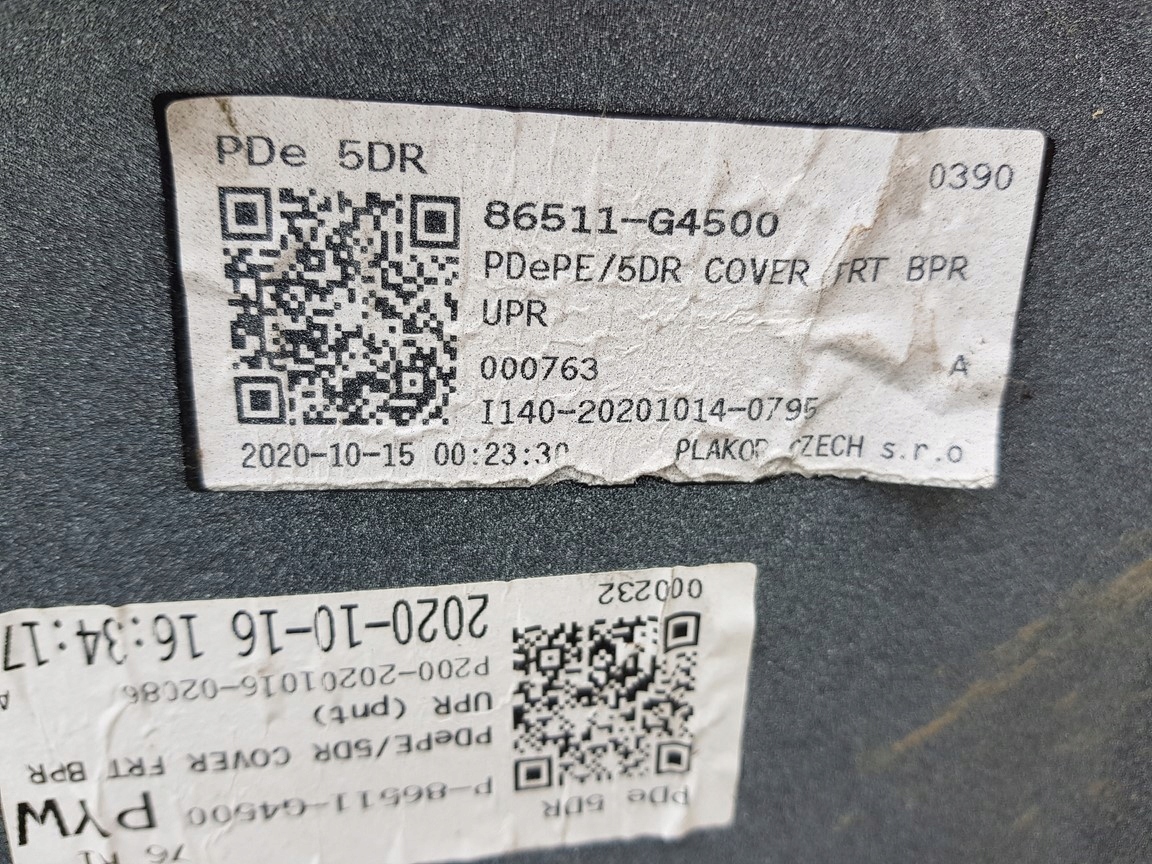 PDe 5DR
0390
86511-G4500
PDePE/5DR COVER FRT BPR
UPR
000763 A
I140-20201014-0795
2020-10-15 00:23:30 PLAKOR CZECH s.r.o
PDe 5DR
P-86511-G4500 PYW
PDePE/5DR COVER FRT BPR
UPR (pnt)
P200-20201016-02086 A
2020-10-16 16:34:17
000232